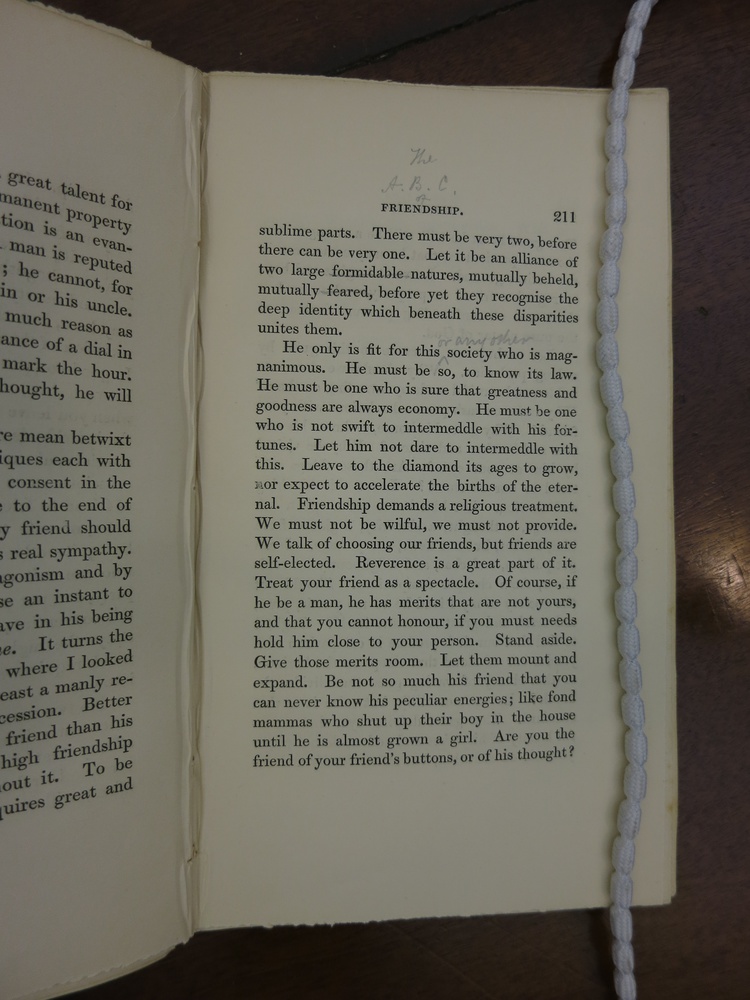 great talent for
manent property
tion is an evan-
man is reputed
; he cannot, for
in or his uncle.
much reason as
ance of a dial in
mark the hour.
hought, he will
re mean betwixt
iques each with
consent in the
to the end of
y friend should
s real sympathy.
agonism and by
se an instant to
ave in his being
e. It turns the
where I looked
east a manly re-
cession. Better
friend than his
high friendship
out it. To be
quires great and
The
A. B. C.
of
FRIENDSHIP. 211
sublime parts. There must be very two, before
there can be very one. Let it be an alliance of
two large formidable natures, mutually beheld,
mutually feared, before yet they recognise the
deep identity which beneath these disparities
unites them.
or any other
He only is fit for this society who is mag-
nanimous. He must be so, to know its law.
He must be one who is sure that greatness and
goodness are always economy. He must be one
who is not swift to intermeddle with his for-
tunes. Let him not dare to intermeddle with
this. Leave to the diamond its ages to grow,
nor expect to accelerate the births of the eter-
nal. Friendship demands a religious treatment.
We must not be wilful, we must not provide.
We talk of choosing our friends, but friends are
self-elected. Reverence is a great part of it.
Treat your friend as a spectacle. Of course, if
he be a man, he has merits that are not yours,
and that you cannot honour, if you must needs
hold him close to your person. Stand aside.
Give those merits room. Let them mount and
expand. Be not so much his friend that you
can never know his peculiar energies; like fond
mammas who shut up their boy in the house
until he is almost grown a girl. Are you the
friend of your friend's buttons, or of his thought?